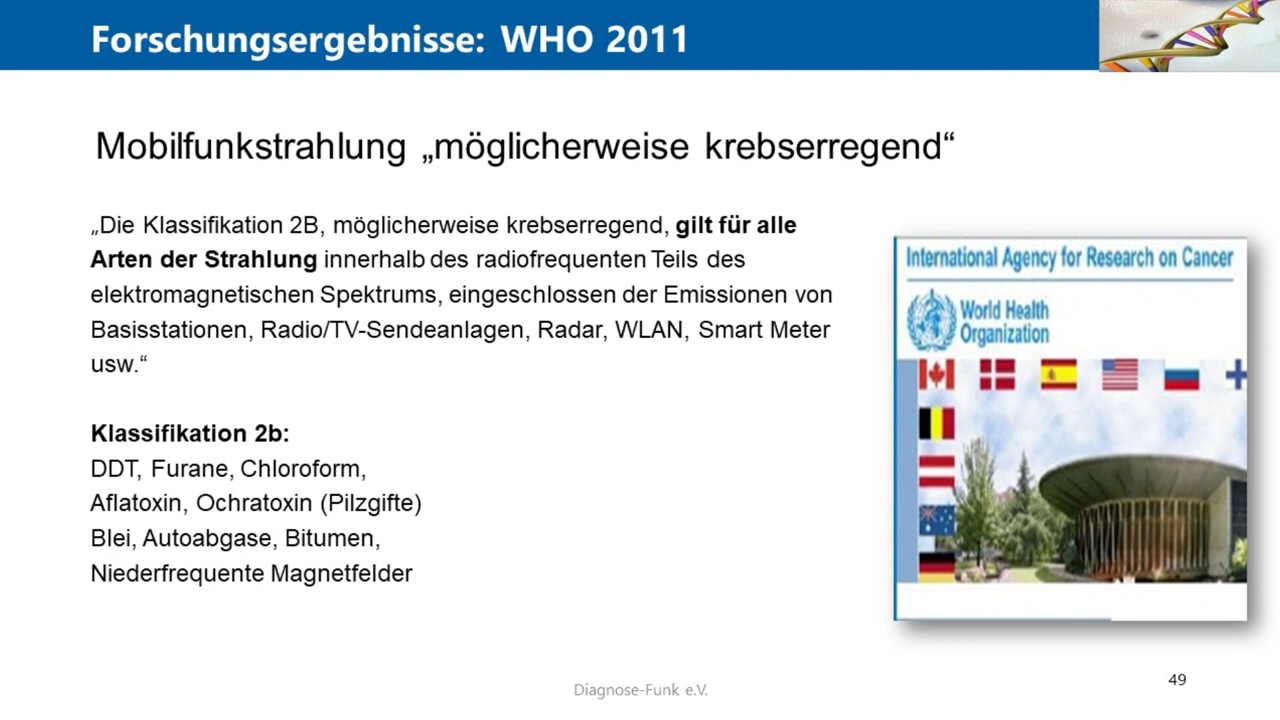 Forschungsergebnisse: WHO 2011
Mobilfunkstrahlung „möglicherweise krebserregend“
„Die Klassifikation 2B, möglicherweise krebserregend, gilt für alle
Arten der Strahlung innerhalb des radiofrequenten Teils des
elektromagnetischen Spektrums, eingeschlossen der Emissionen von
Basisstationen, Radio/TV-Sendeanlagen, Radar, WLAN, Smart Meter
usw.“
Klassifikation 2b:
DDT, Furane, Chloroform,
Aflatoxin, Ochratoxin (Pilzgifte)
Blei, Autoabgase, Bitumen,
Niederfrequente Magnetfelder
International Agency for Research on Cancer
World Health
Organization
Diagnose-Funk e.V.
49